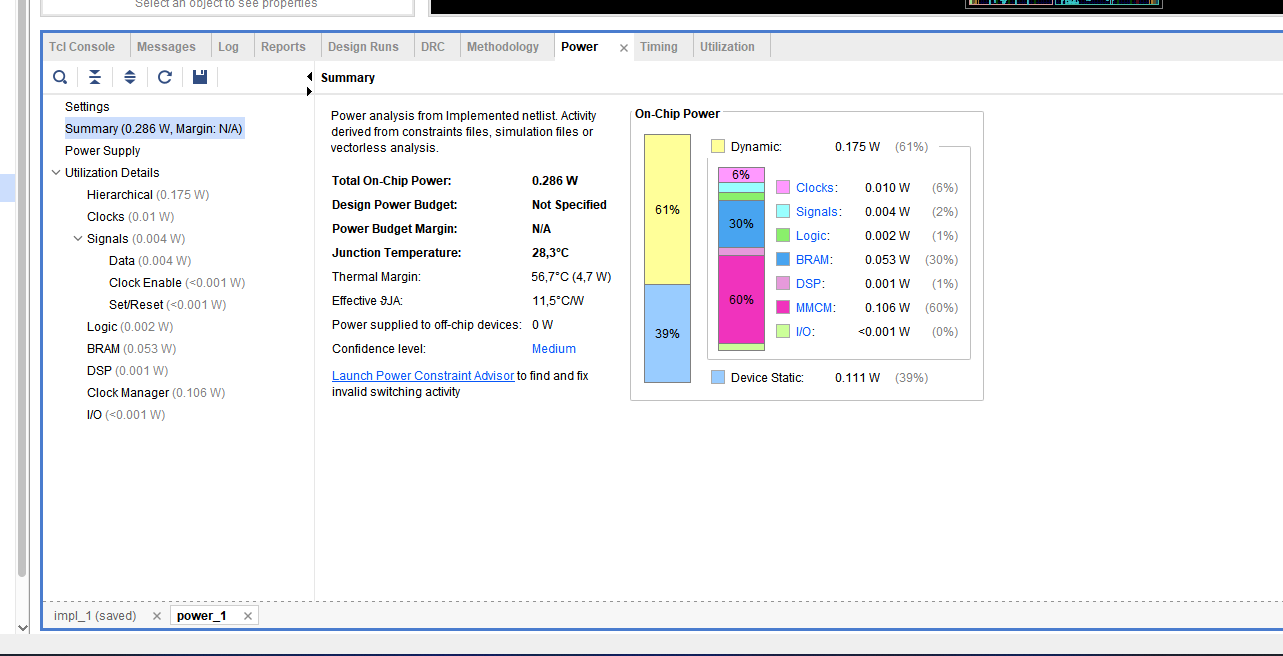 Select an object to see properties
Tcl Console Messages Log Reports Design Runs DRC Methodology Power Timing Utilization
Summary
Settings
Summary (0.286 W, Margin: N/A)
Power Supply
Utilization Details
Hierarchical (0.175 W)
Clocks (0.01 W)
Signals (0.004 W)
Data (0.004 W)
Clock Enable (<0.001 W)
Set/Reset (<0.001 W)
Logic (0.002 W)
BRAM (0.053 W)
DSP (0.001 W)
Clock Manager (0.106 W)
I/O (<0.001 W)
Power analysis from Implemented netlist. Activity
derived from constraints files, simulation files or
vectorless analysis.
Total On-Chip Power: 0.286 W
Design Power Budget: Not Specified
Power Budget Margin: N/A
Junction Temperature: 28,3°C
Thermal Margin: 56,7°C (4,7 W)
Effective ϑJA: 11,5°C/W
Power supplied to off-chip devices: 0 W
Confidence level: Medium
Launch Power Constraint Advisor to find and fix
invalid switching activity
On-Chip Power
61%
39%
6%
30%
60%
Dynamic: 0.175 W (61%)
Clocks: 0.010 W (6%)
Signals: 0.004 W (2%)
Logic: 0.002 W (1%)
BRAM: 0.053 W (30%)
DSP: 0.001 W (1%)
MMCM: 0.106 W (60%)
I/O: <0.001 W (0%)
Device Static: 0.111 W (39%)
impl_1 (saved) power_1